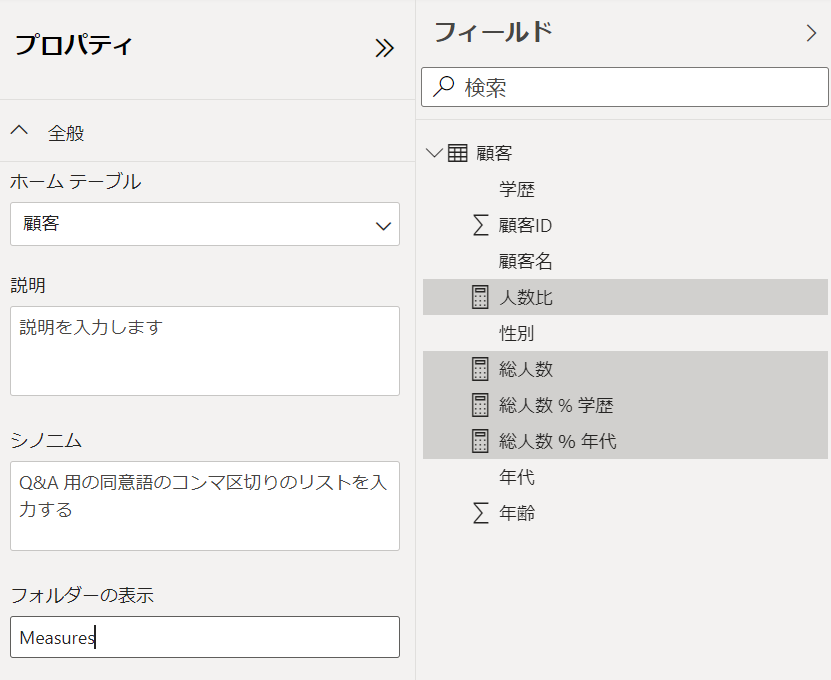 プロパティ
全般
ホーム テーブル
顧客
説明
説明を入力します
シノニム
Q&A 用の同意語のコンマ区切りのリストを入
力する
フォルダーの表示
Measures
フィールド
検索
顧客
学歴
顧客ID
顧客名
人数比
性別
総人数
総人数 % 学歴
総人数 % 年代
年代
年齢